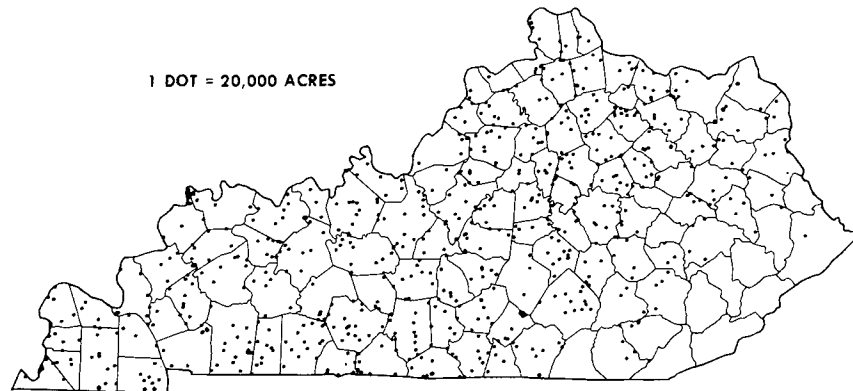 1 DOT = 20,000 ACRES